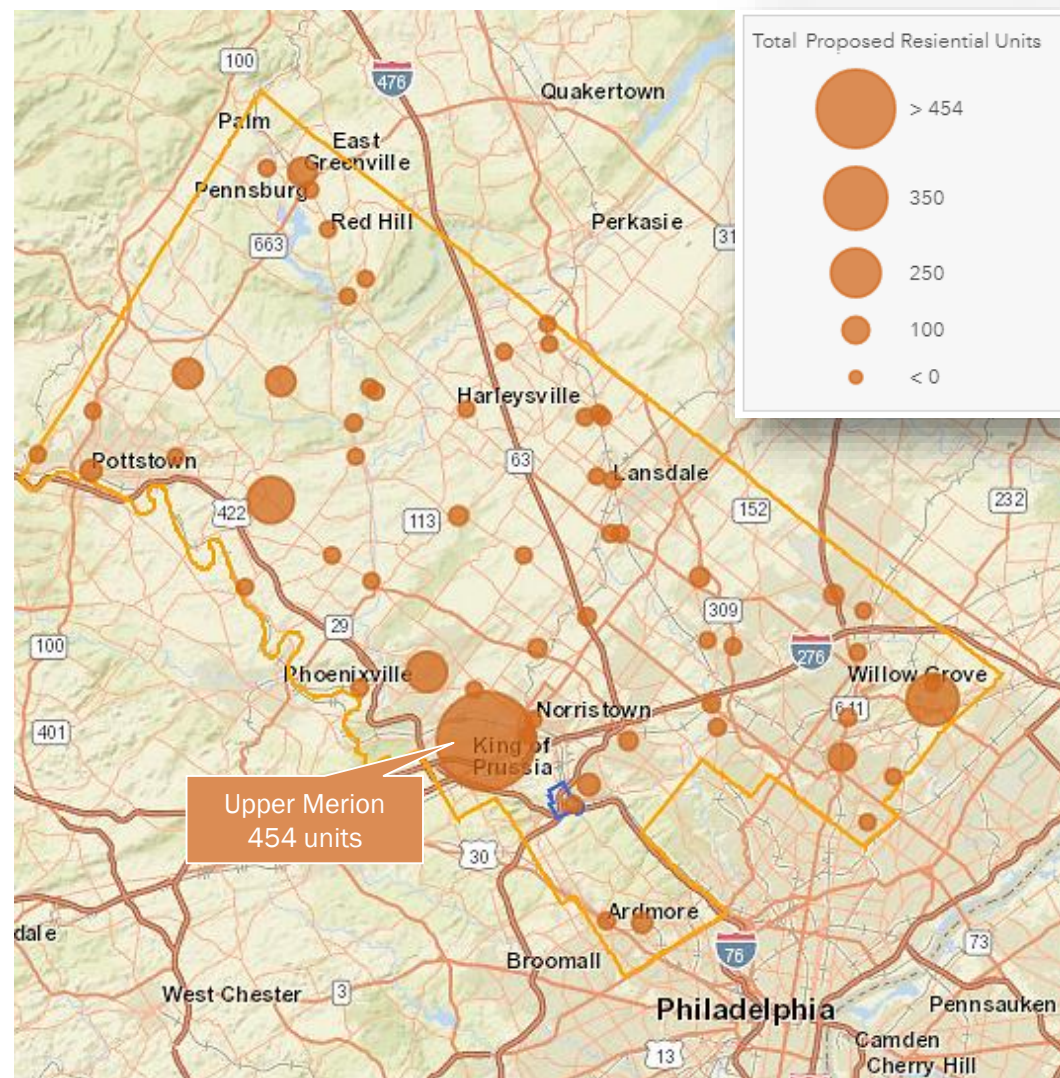 Total Proposed Resiential Units
> 454
350
250
100
< 0
100
476
Quakertown
Palm
East
Greenville
Pennsburg
Red Hill
Perkasie
31
663
Harleysville
Pottstown
63
Lansdale
422
113
152
232
29
309
100
276
Phoenixville
Willow Grove
611
401
Norristown
King of
Prussia
Upper Merion
454 units
30
Ardmore
dale
Broomall
76
73
West Chester
3
Philadelphia
Pennsauken
13
Camden
Cherry Hill